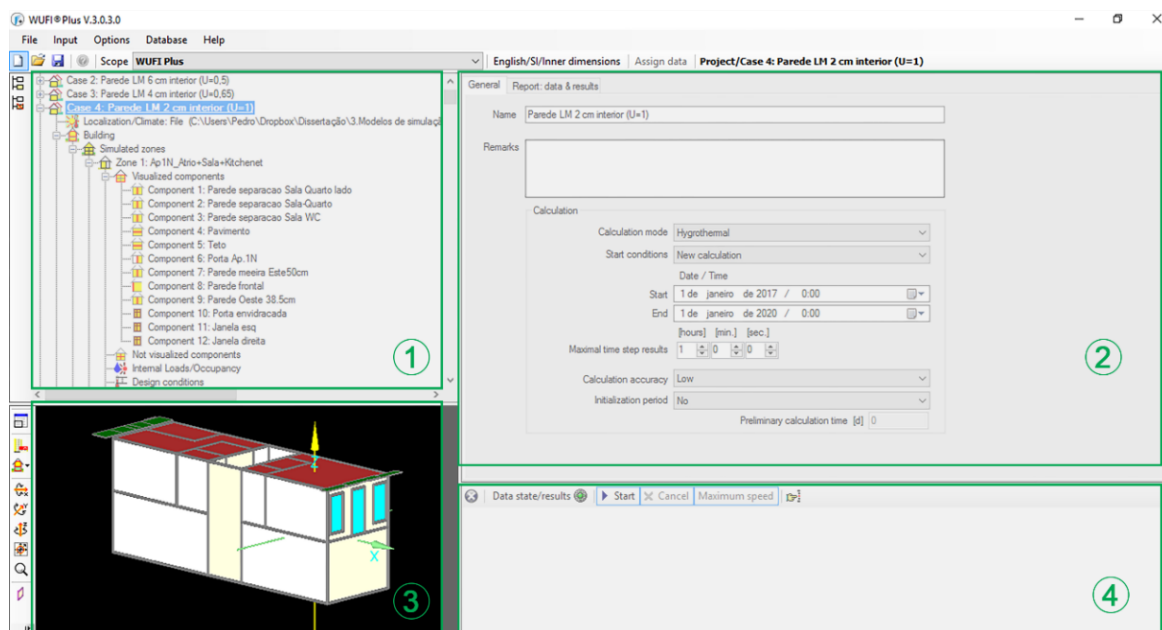 WUFI® Plus V.3.0.3.0
File Input Options Database Help
Scope WUFI Plus English/SI/Inner dimensions Assign data Project/Case 4: Parede LM 2 cm interior (U=1)
Case 2: Parede LM 6 cm interior (U=0,5)
Case 3: Parede LM 4 cm interior (U=0,65)
Case 4: Parede LM 2 cm interior (U=1)
Localization/Climate: File (C:\Users\Pedro\Dropbox\Dissertação\3.Modelos de simulaçã
Building
Simulated zones
Zone 1: Ap1N_Atrio+Sala+Kitchenet
Visualized components
Component 1: Parede separacao Sala Quarto lado
Component 2: Parede separacao Sala-Quarto
Component 3: Parede separacao Sala WC
Component 4: Pavimento
Component 5: Teto
Component 6: Porta Ap.1N
Component 7: Parede meeira Este50cm
Component 8: Parede frontal
Component 9: Parede Oeste 38.5cm
Component 10: Porta envidracada
Component 11: Janela esq
Component 12: Janela direita
Not visualized components
Internal Loads/Occupancy
Design conditions
1
General Report: data & results
Name Parede LM 2 cm interior (U=1)
Remarks
Calculation
Calculation mode Hygrothermal
Start conditions New calculation
Date / Time
Start 1 de janeiro de 2017 / 0:00
End 1 de janeiro de 2020 / 0:00
[hours] [min.] [sec.]
Maximal time step results 1 0 0
Calculation accuracy Low
Initialization period No
Preliminary calculation time [d] 0
2
Z
X
3
Data state/results Start Cancel Maximum speed
4